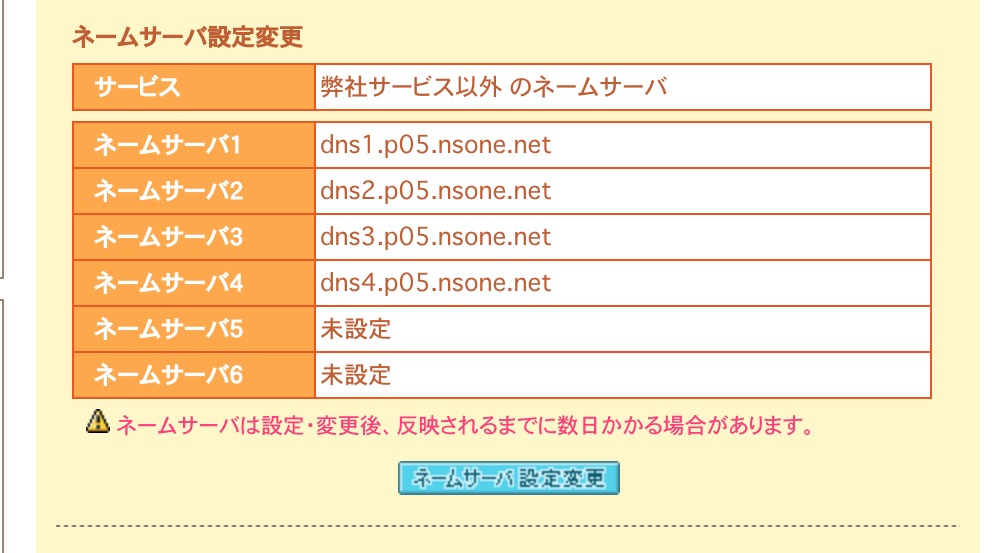 ネームサーバ設定変更
サービス 弊社サービス以外 のネームサーバ
ネームサーバ1 dns1.p05.nsone.net
ネームサーバ2 dns2.p05.nsone.net
ネームサーバ3 dns3.p05.nsone.net
ネームサーバ4 dns4.p05.nsone.net
ネームサーバ5 未設定
ネームサーバ6 未設定
ネームサーバは設定・変更後、反映されるまでに数日かかる場合があります。
ネームサーバ設定変更